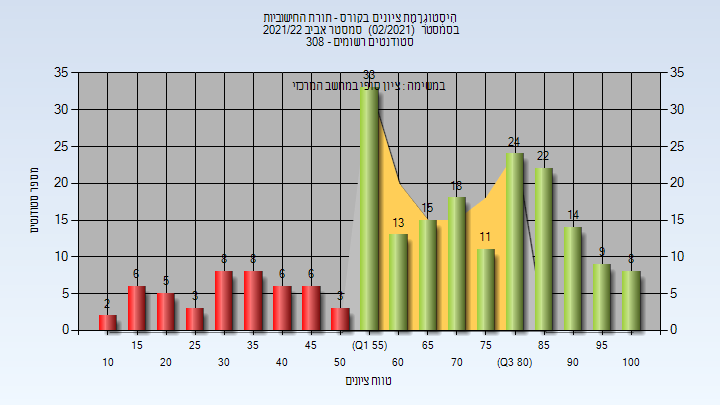 היסטוגרמת ציונים בקורס - תורת החישוביות
בסמסטר (02/2021) סמסטר אביב 2021/22
סטודנטים רשומים - 308
במשימה : ציון סופי במחשב המרכזי
מספר סטודנטים
35 30 25 20 15 10 5 0
2 6 5 3 8 8 6 6 3 33 13 15 18 11 24 22 14 9 8
35 30 25 20 15 10 5 0
15 25 35 45 (Q1 55) 65 75 85 95
10 20 30 40 50 60 70 (Q3 80) 90 100
טווח ציונים